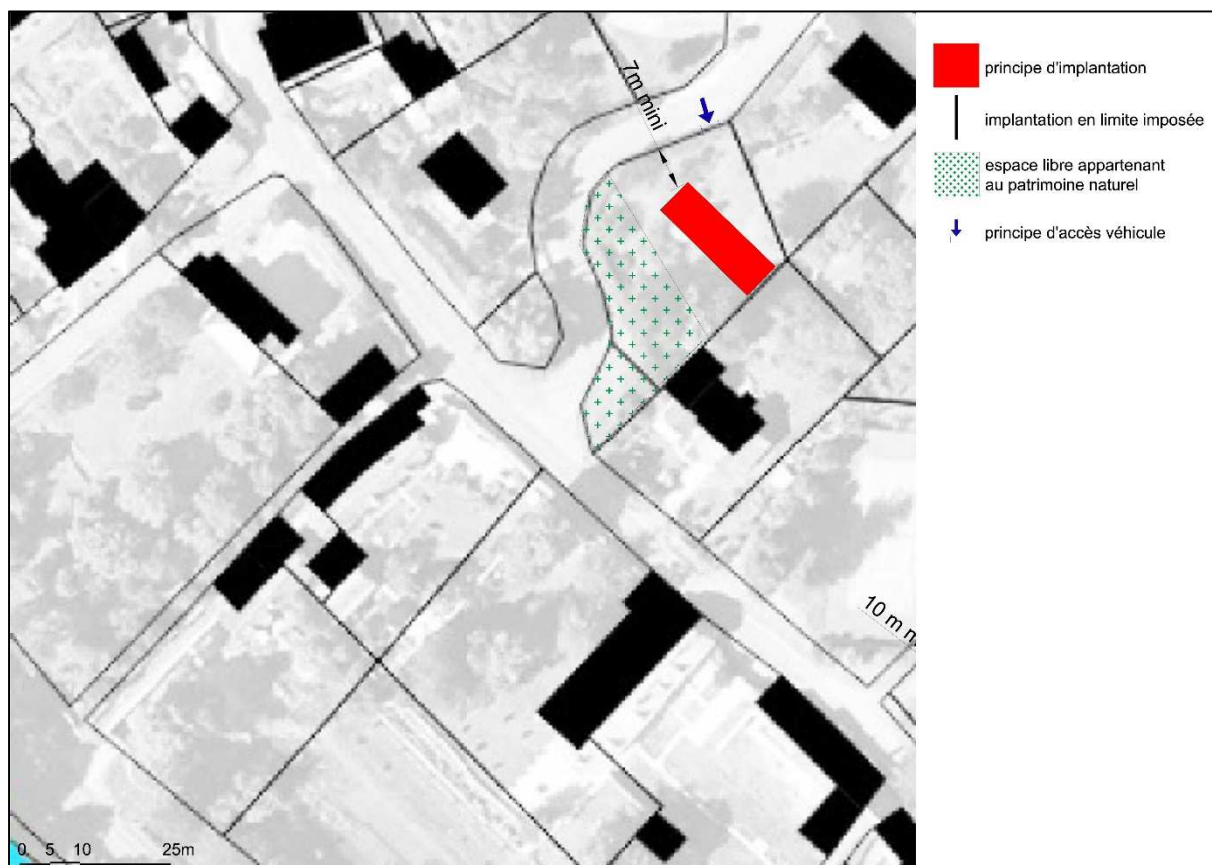 7m mini
principe d'implantation
implantation en limite imposée
espace libre appartenant
au patrimoine naturel
principe d'accès véhicule
10 m
0 5 10 25m